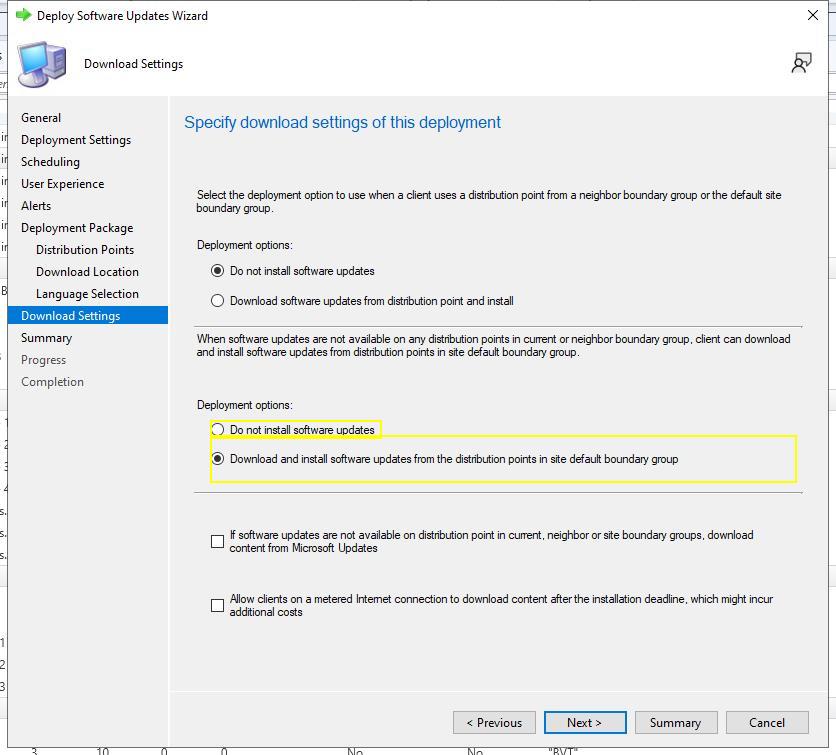 Deploy Software Updates Wizard
Download Settings
General
Deployment Settings
Scheduling
User Experience
Alerts
Deployment Package
Distribution Points
Download Location
Language Selection
Download Settings
Summary
Progress
Completion
Specify download settings of this deployment
Select the deployment option to use when a client uses a distribution point from a neighbor boundary group or the default site
boundary group.
Deployment options:
Do not install software updates
Download software updates from distribution point and install
When software updates are not available on any distribution points in current or neighbor boundary group, client can download
and install software updates from distribution points in site default boundary group.
Deployment options:
Do not install software updates
Download and install software updates from the distribution points in site default boundary group
If software updates are not available on distribution point in current, neighbor or site boundary groups, download
content from Microsoft Updates
Allow clients on a metered Internet connection to download content after the installation deadline, which might incur
additional costs
< Previous
Next >
Summary
Cancel
3 10 0 0 No No "BVT"